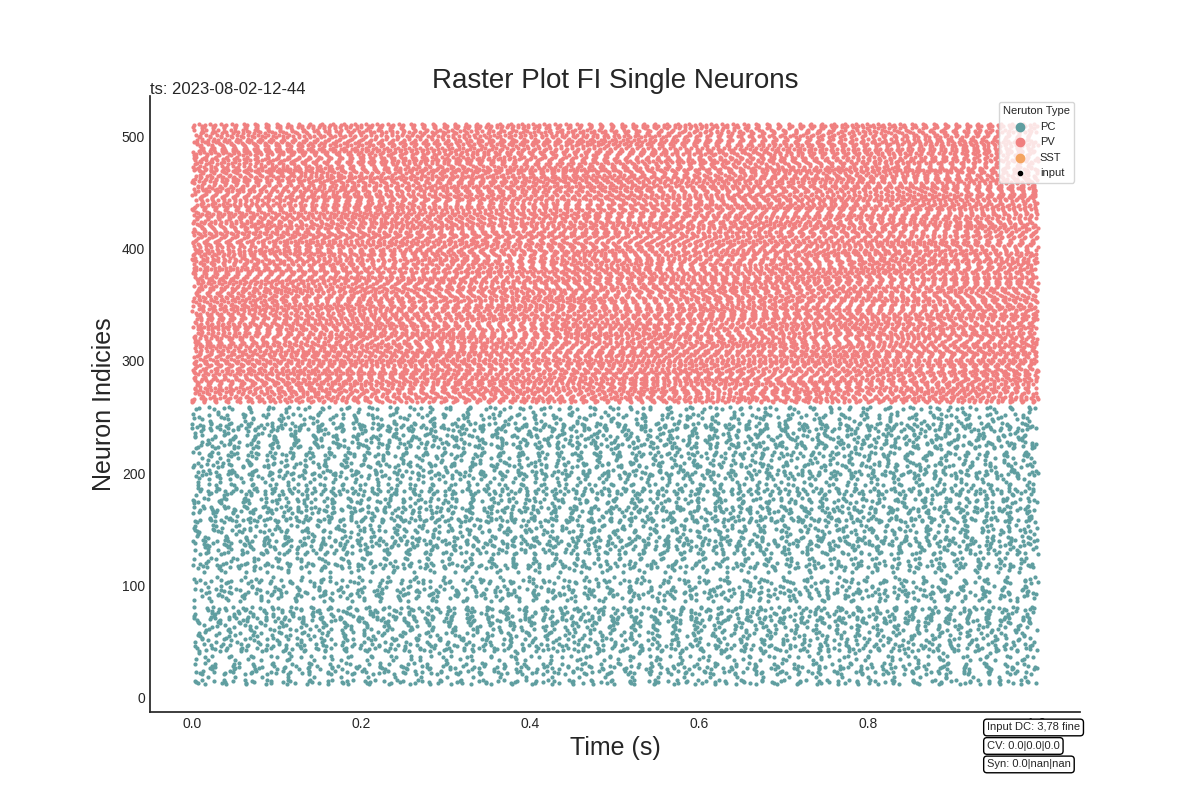 Raster Plot FI Single Neurons
ts: 2023-08-02-12-44
Neruton Type
PC
PV
SST
input
500
400
300
200
100
0
Neuron Indicies
0.0 0.2 0.4 0.6 0.8
Time (s)
Input DC: 3,78 fine
CV: 0.0|0.0|0.0
Syn: 0.0|nan|nan